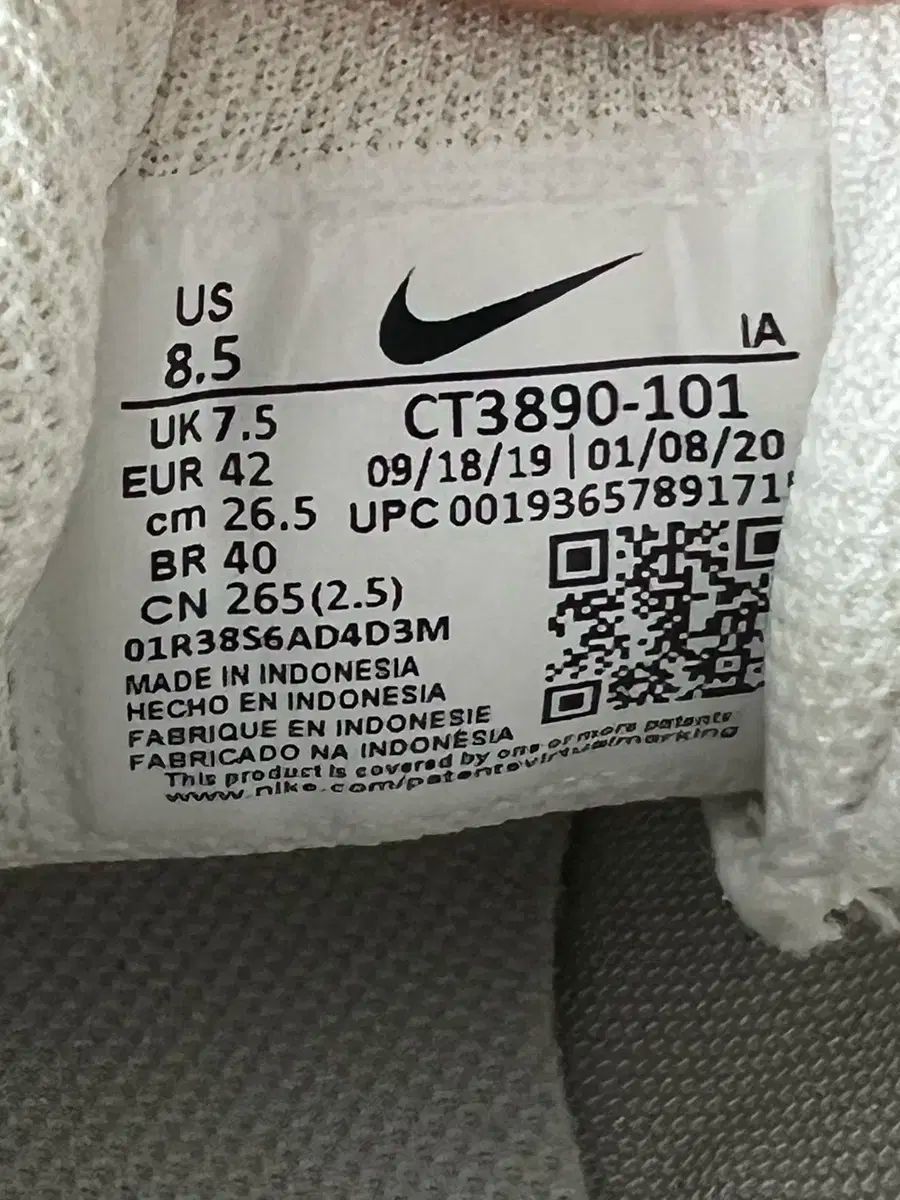 US
8.5
IA
UK 7.5
CT3890-101
EUR 42
09/18/19 | 01/08/20
cm 26.5
UPC 0019365789171
BR 40
CN 265(2.5)
01R38S6AD4D3M
MADE IN INDONESIA
HECHO EN INDONESIA
FABRIQUE EN INDONESIE
FABRICADO NA INDONÉSIA
This product is covered by one or more patents
www.nike.com/patentsvirtualmarking